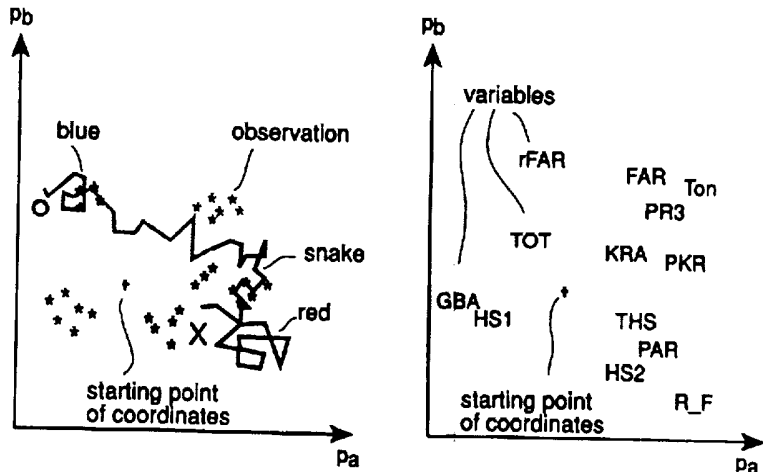 pb
blue
observation
snake
red
starting point
of coordinates
pa
pb
variables
rFAR
FAR
Ton
PR3
TOT
KRA
PKR
GBA
HS1
THS
PAR
HS2
R_F
starting point
of coordinates
pa